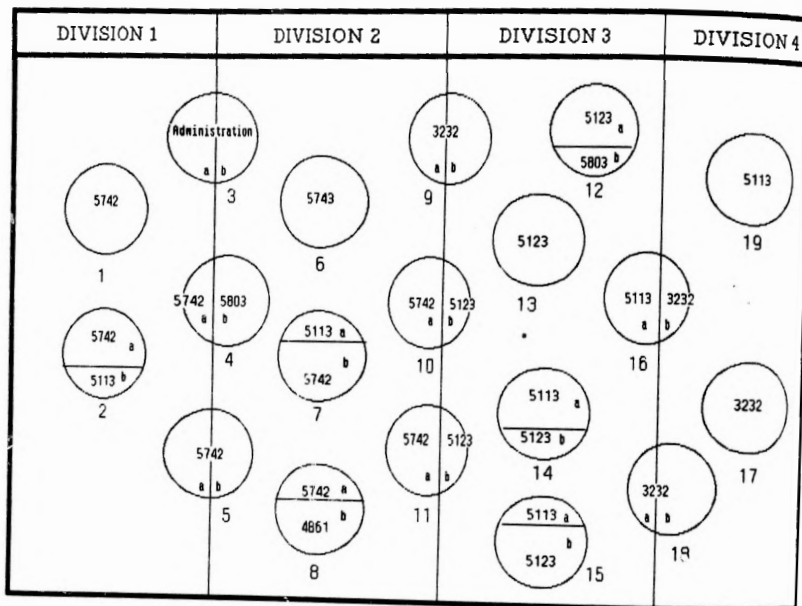 DIVISION 1 DIVISION 2 DIVISION 3 DIVISION 4
Administration
a b
3
3232
a b
9
5123 a
5803 b
12
5113
19
5742
1
5743
6
5123
13
5742 5803
a b
4
5742 5123
a b
10
5113 3232
a b
16
5742 a
5113 b
2
5113 a
b
5742
7
5113 a
5123 b
14
3232
17
5742
a b
5
5742 5123
a b
11
3232
a b
18
5742 a
b
4861
8
5113 a
b
5123
15